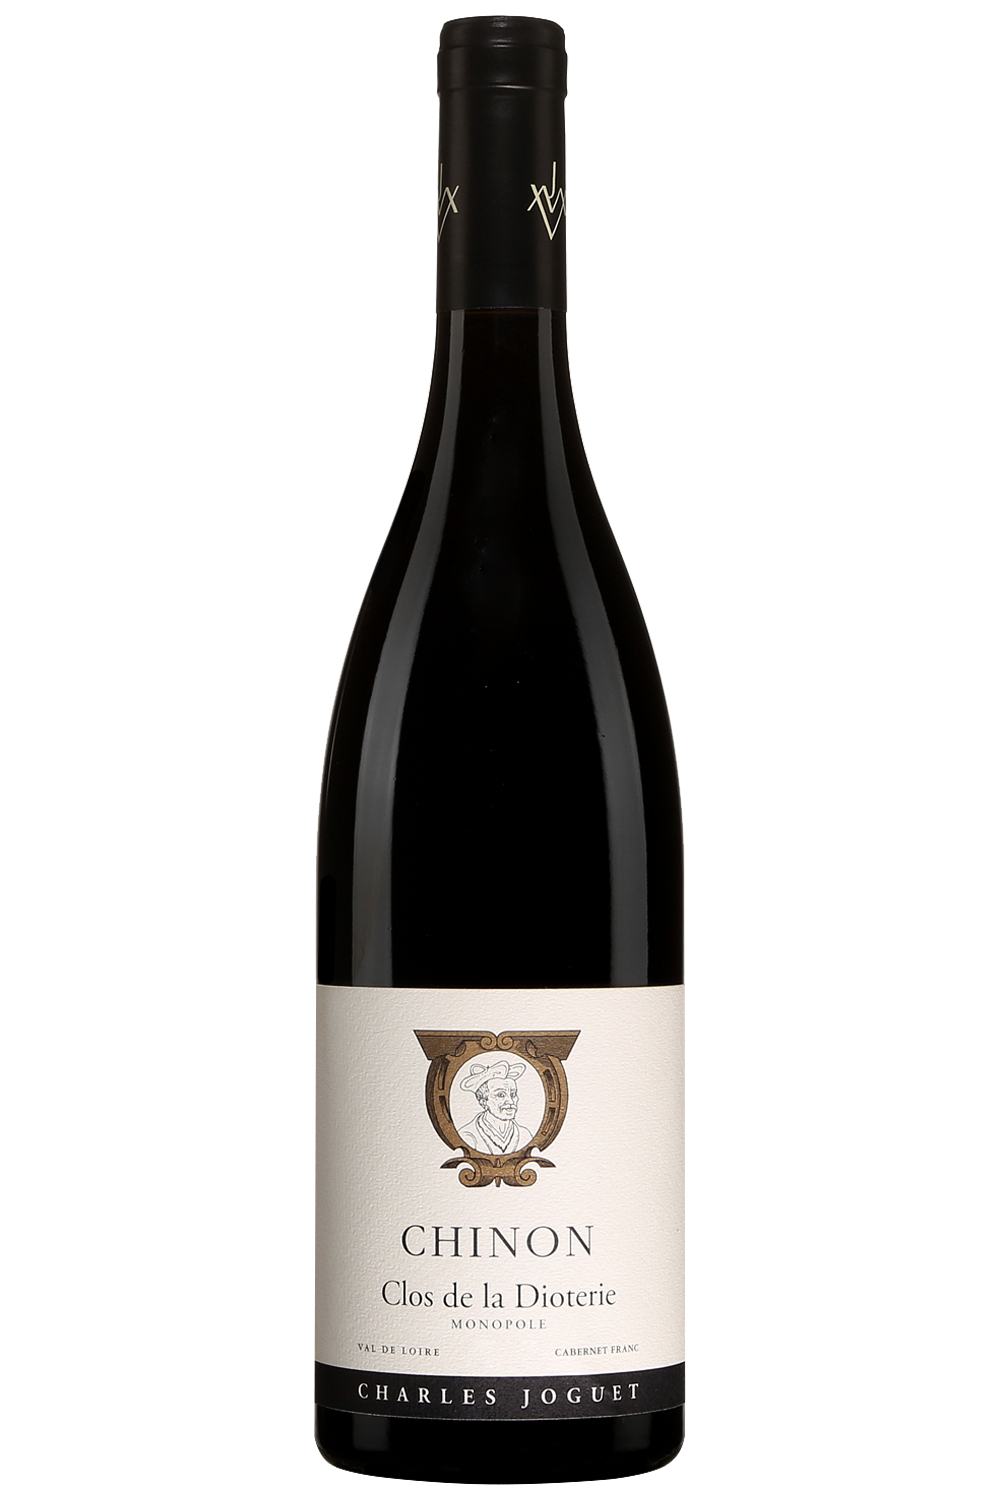 CHINON
Clos de la Dioterie
MONOPOLE
VAL DE LOIRE CABERNET FRANC
CHARLES JOGUET